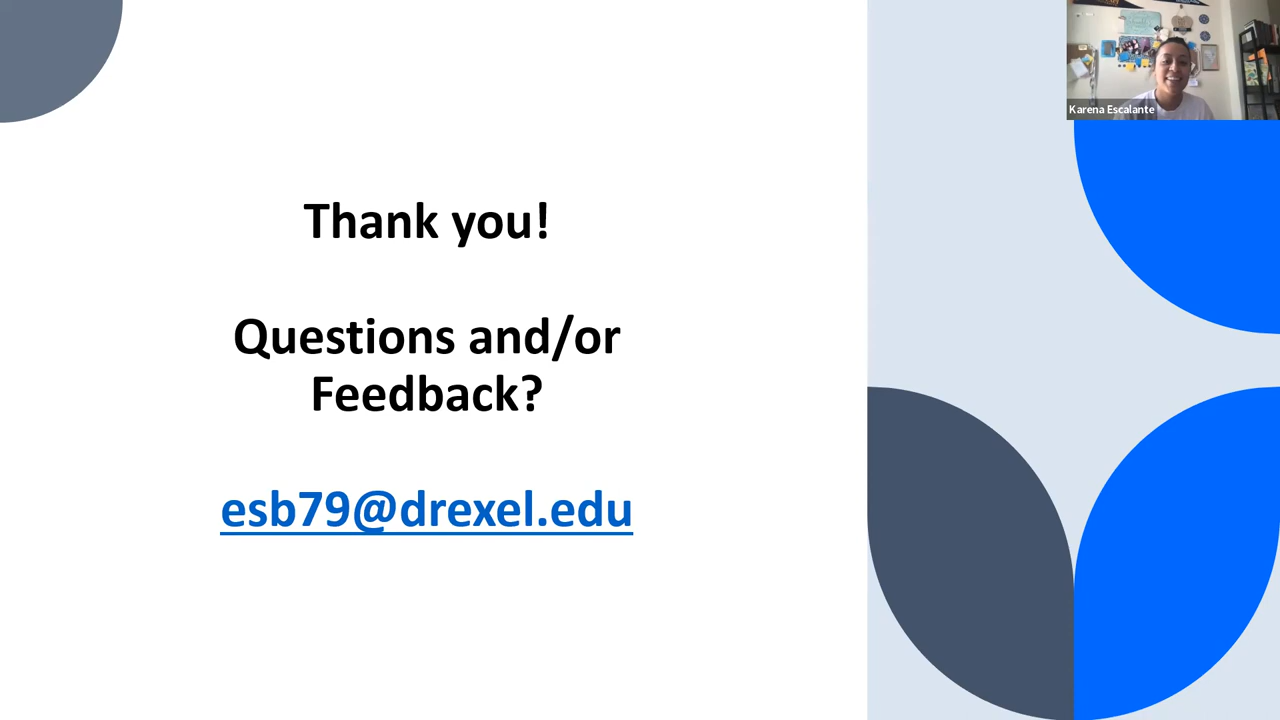 Karena Escalante
Thank you!
Questions and/or
Feedback?
esb79@drexel.edu